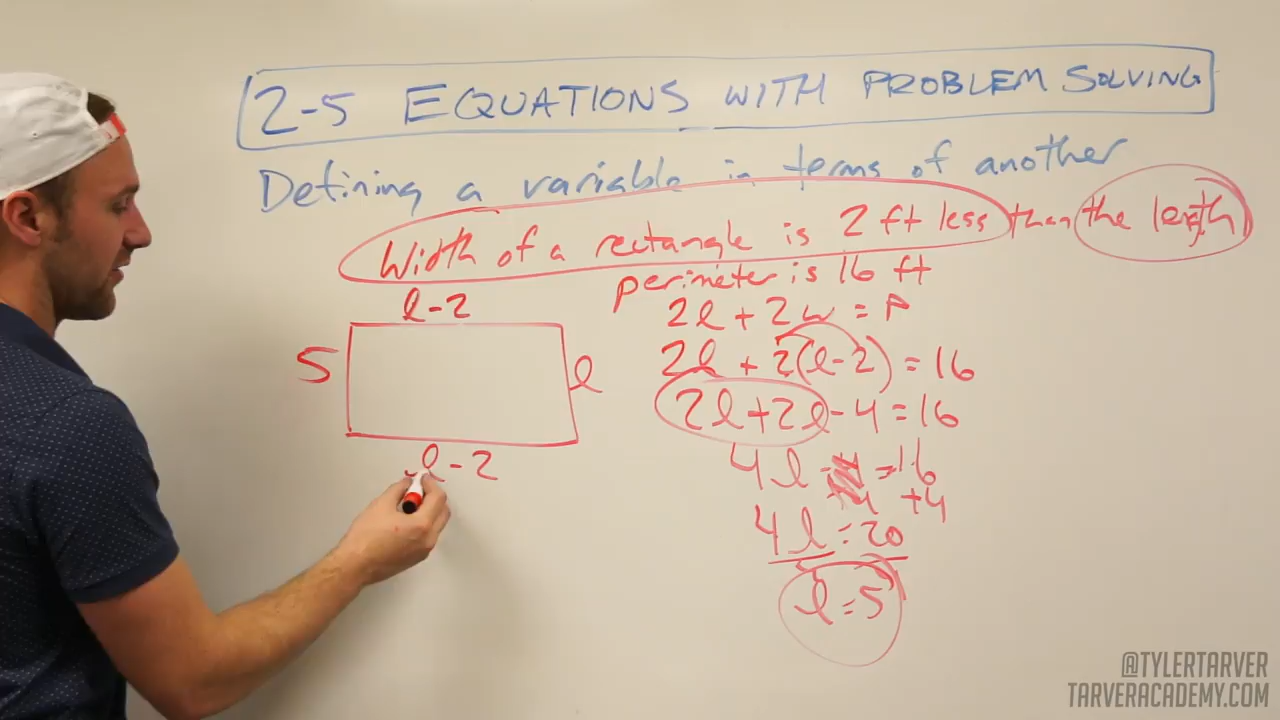 2-5 EQUATIONS WITH PROBLEM SOLVING
Defining a variable in terms of another
Width of a rectangle is 2 ft less than the length
perimeter is 16 ft
l-2
5
l
l-2
2l + 2w = P
2l + 2(l-2) = 16
2l+2l-4=16
4l -4 =16
+4 +4
4l = 20
l=5
@TYLERTARVER
TARVERACADEMY.COM